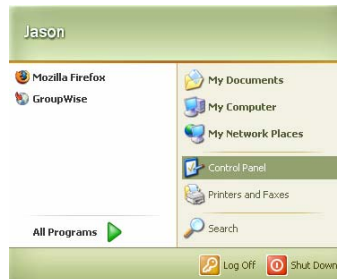 Jason
Mozilla Firefox
GroupWise
All Programs
My Documents
My Computer
My Network Places
Control Panel
Printers and Faxes
Search
Log Off
Shut Down